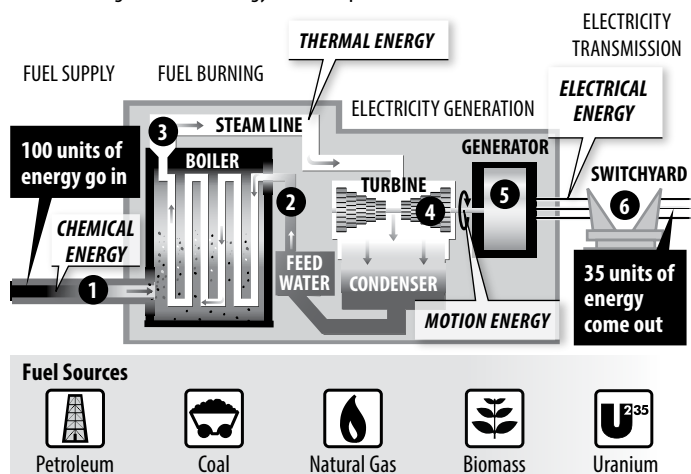 ELECTRICITY
TRANSMISSION
THERMAL ENERGY
FUEL SUPPLY
FUEL BURNING
ELECTRICAL
ENERGY
ELECTRICITY GENERATION
3
STEAM LINE
GENERATOR
100 units of
energy go in
BOILER
SWITCHYARD
TURBINE
2
4
5
6
CHEMICAL
ENERGY
1
FEED
WATER
CONDENSER
35 units of
energy
come out
MOTION ENERGY
Fuel Sources
U235
Petroleum
Coal
Natural Gas
Biomass
Uranium